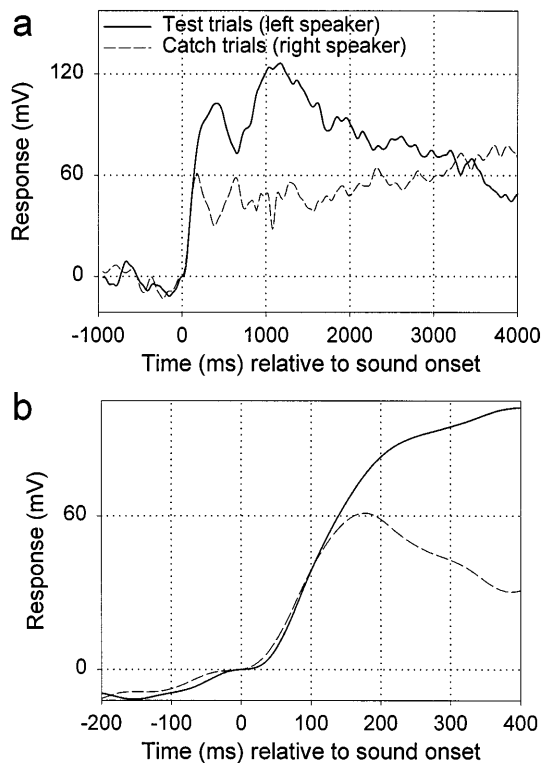 a
Test trials (left speaker)
Catch trials (right speaker)
Response (mV)
120
60
0
-1000 0 1000 2000 3000 4000
Time (ms) relative to sound onset
b
Response (mV)
60
0
-200 -100 0 100 200 300 400
Time (ms) relative to sound onset